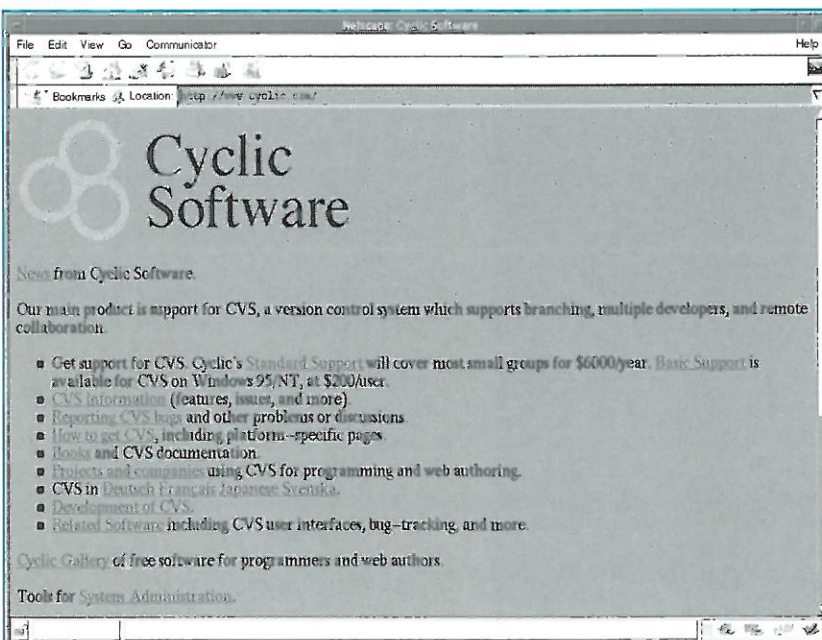 Netscape: Cyclic Software
File Edit View Go Communicator Help
Bookmarks Location: http://www.cyclic.com/
Cyclic
Software
News from Cyclic Software.
Our main product is support for CVS, a version control system which supports branching, multiple developers, and remote
collaboration.
Get support for CVS. Cyclic's Standard Support will cover most small groups for $6000/year. Basic Support is
available for CVS on Windows 95/NT, at $200/user.
CVS Information (features, issues, and more)
Reporting CVS bugs and other problems or discussions.
How to get CVS, including platform--specific pages
Books and CVS documentation.
Projects and companies using CVS for programming and web authoring.
CVS in Deutsch Français Japanese Svenska.
Development of CVS.
Related Software including CVS user interfaces, bug--tracking, and more.
Cyclic Gallery of free software for programmers and web authors.
Tools for System Administration.